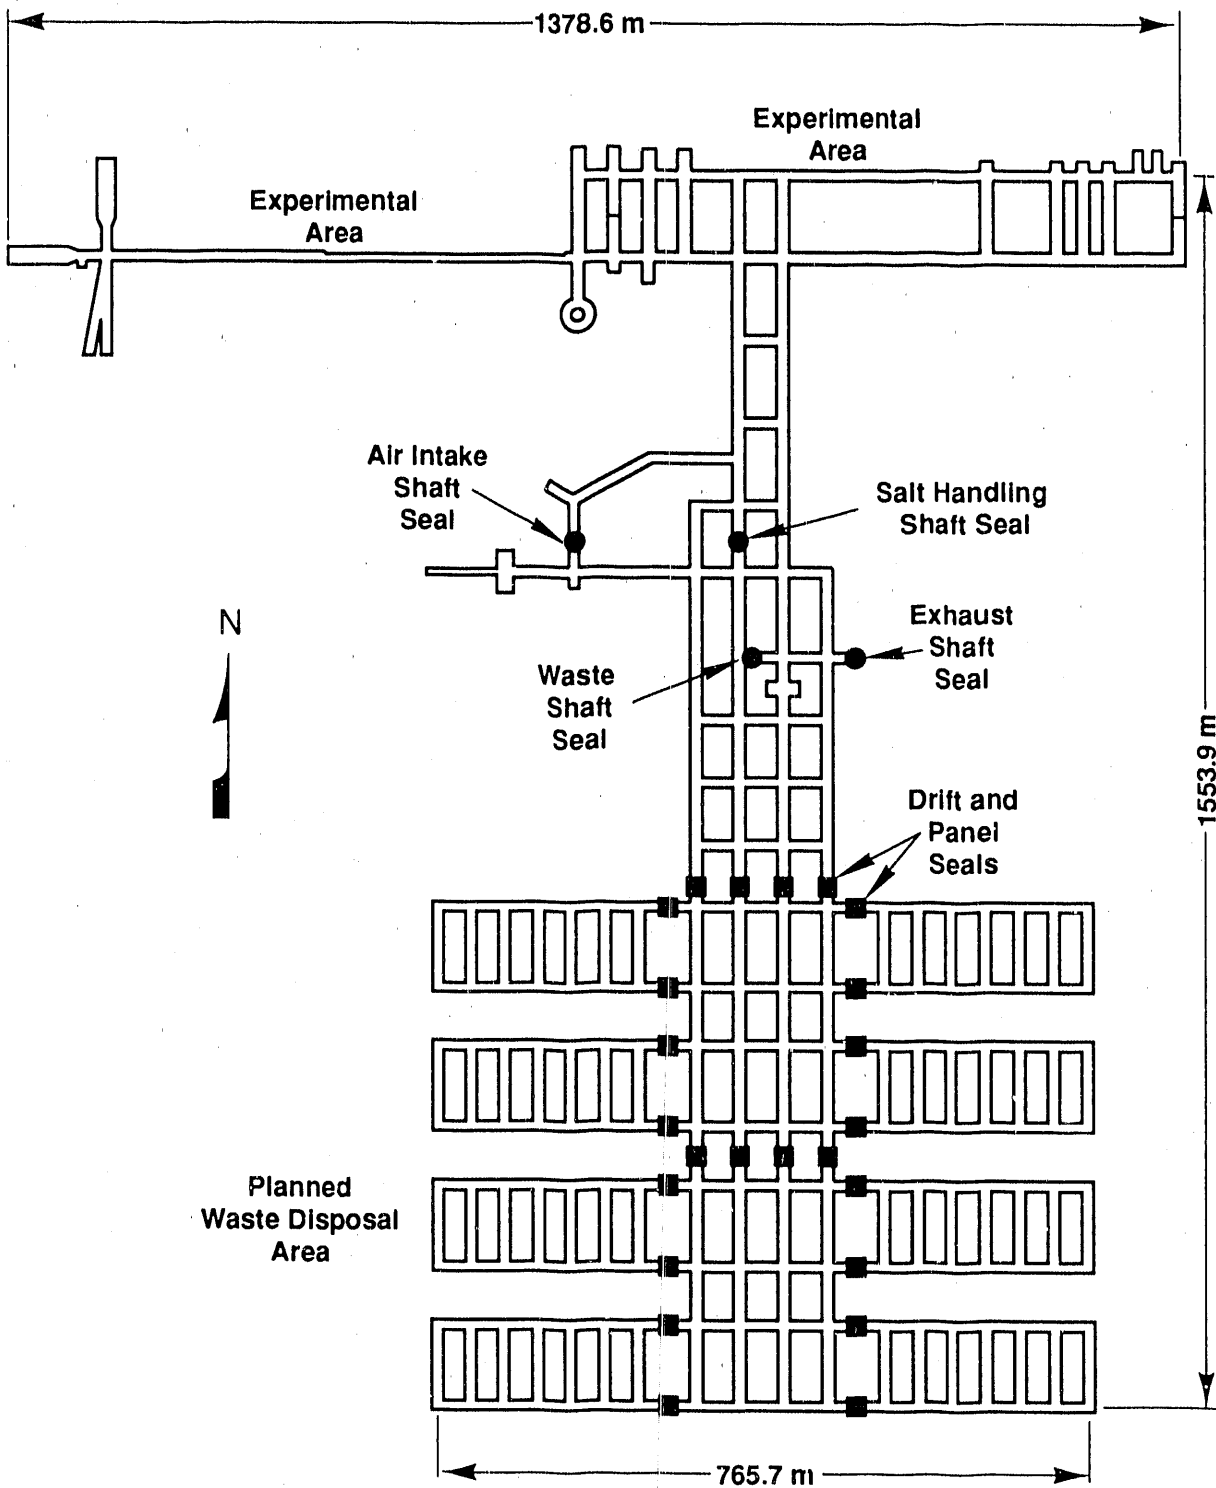 1378.6 m
Experimental
Area
Experimental
Area
Air Intake
Shaft
Seal
Salt Handling
Shaft Seal
N
Exhaust
Shaft
Seal
Waste
Shaft
Seal
1553.9 m
Drift and
Panel
Seals
Planned
Waste Disposal
Area
765.7 m